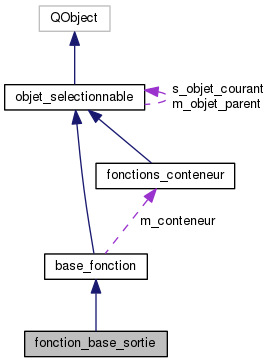 QObject
s_objet_courant
m_objet_parent
objet_selectionnable
fonctions_conteneur
m_conteneur
base_fonction
fonction_base_sortie